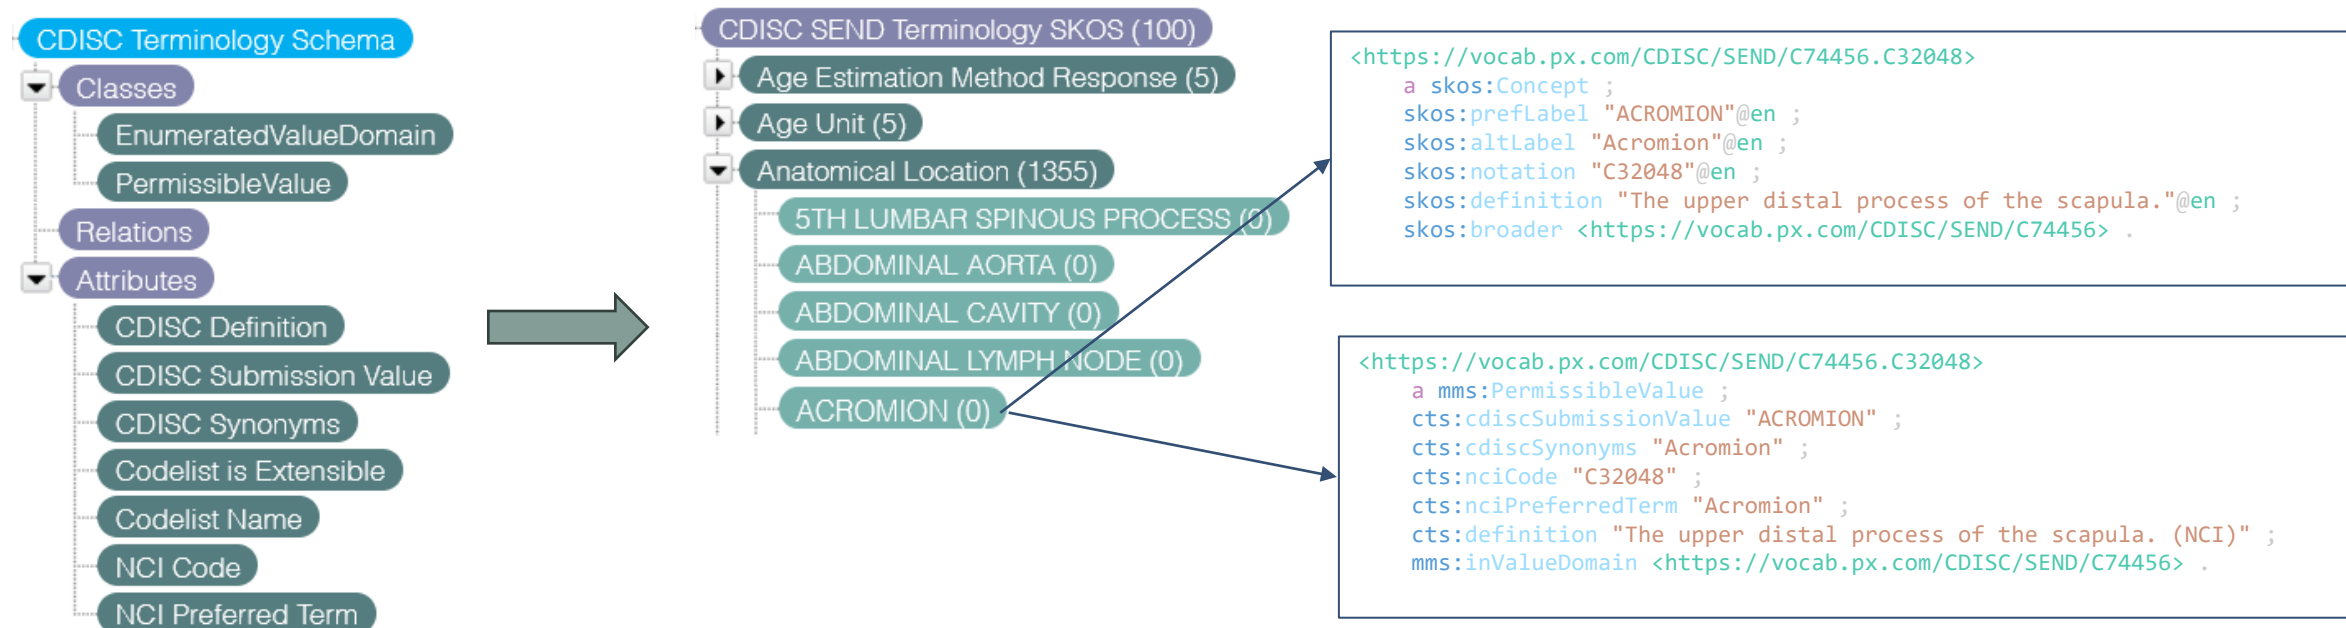 CDISC Terminology Schema
Classes
EnumeratedValueDomain
PermissibleValue
Relations
Attributes
CDISC Definition
CDISC Submission Value
CDISC Synonyms
Codelist is Extensible
Codelist Name
NCI Code
NCI Preferred Term
CDISC SEND Terminology SKOS (100)
Age Estimation Method Response (5)
Age Unit (5)
Anatomical Location (1355)
5TH LUMBAR SPINOUS PROCESS (0)
ABDOMINAL AORTA (0)
ABDOMINAL CAVITY (0)
ABDOMINAL LYMPH NODE (0)
ACROMION (0)
<https://vocab.px.com/CDISC/SEND/C74456.C32048>
a skos:Concept ;
skos:prefLabel "ACROMION"@en ;
skos:altLabel "Acromion"@en ;
skos:notation "C32048"@en ;
skos:definition "The upper distal process of the scapula."@en ;
skos:broader <https://vocab.px.com/CDISC/SEND/C74456> .
<https://vocab.px.com/CDISC/SEND/C74456.C32048>
a mms:PermissibleValue ;
cts:cdiscSubmissionValue "ACROMION" ;
cts:cdiscSynonyms "Acromion" ;
cts:nciCode "C32048" ;
cts:nciPreferredTerm "Acromion" ;
cts:definition "The upper distal process of the scapula. (NCI)" ;
mms:inValueDomain <https://vocab.px.com/CDISC/SEND/C74456> .